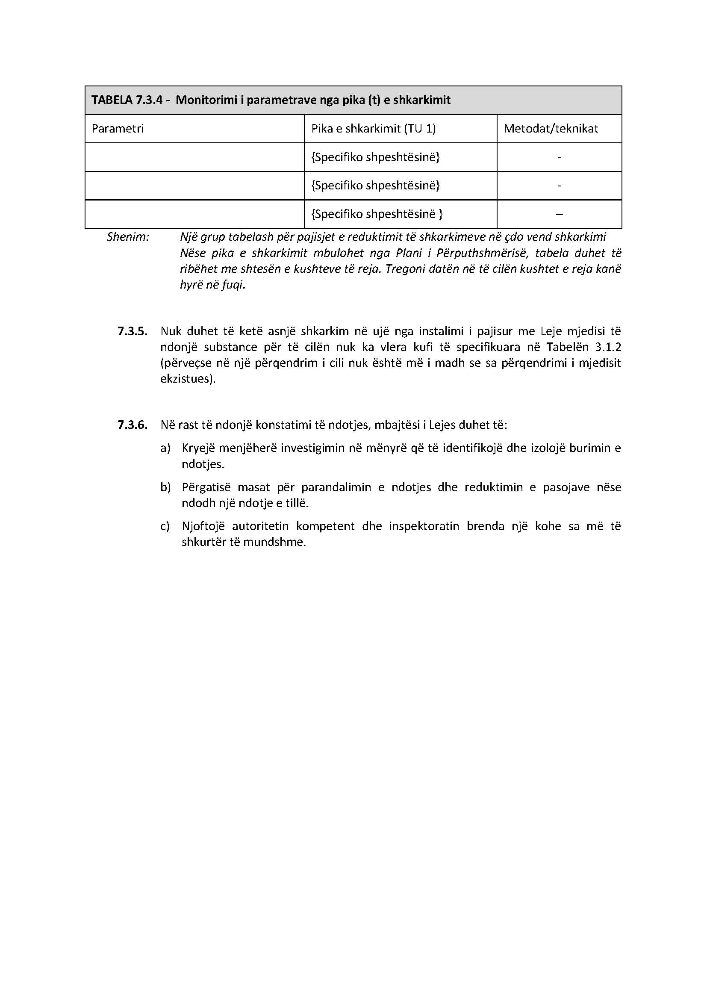 TABELA 7.3.4 - Monitorimi i parametrave nga pika (t) e shkarkimit
Parametri Pika e shkarkimit (TU 1) Metodat/teknikat
{Specifiko shpeshtësinë} -
{Specifiko shpeshtësinë} -
{Specifiko shpeshtësinë } –
Shenim: Një grup tabelash për pajisjet e reduktimit të shkarkimeve në çdo vend shkarkimi
Nëse pika e shkarkimit mbulohet nga Plani i Përputhshmërisë, tabela duhet të
ribëhet me shtesën e kushteve të reja. Tregoni datën në të cilën kushtet e reja kanë
hyrë në fuqi.
7.3.5. Nuk duhet të ketë asnjë shkarkim në ujë nga instalimi i pajisur me Leje mjedisi të
ndonjë substance për të cilën nuk ka vlera kufi të specifikuara në Tabelën 3.1.2
(përveçse në një përqendrim i cili nuk është më i madh se sa përqendrimi i mjedisit
ekzistues).
7.3.6. Në rast të ndonjë konstatimi të ndotjes, mbajtësi i Lejes duhet të:
a) Kryejë menjëherë investigimin në mënyrë që të identifikojë dhe izolojë burimin e
ndotjes.
b) Përgatisë masat për parandalimin e ndotjes dhe reduktimin e pasojave nëse
ndodh një ndotje e tillë.
c) Njoftojë autoritetin kompetent dhe inspektoratin brenda një kohe sa më të
shkurtër të mundshme.